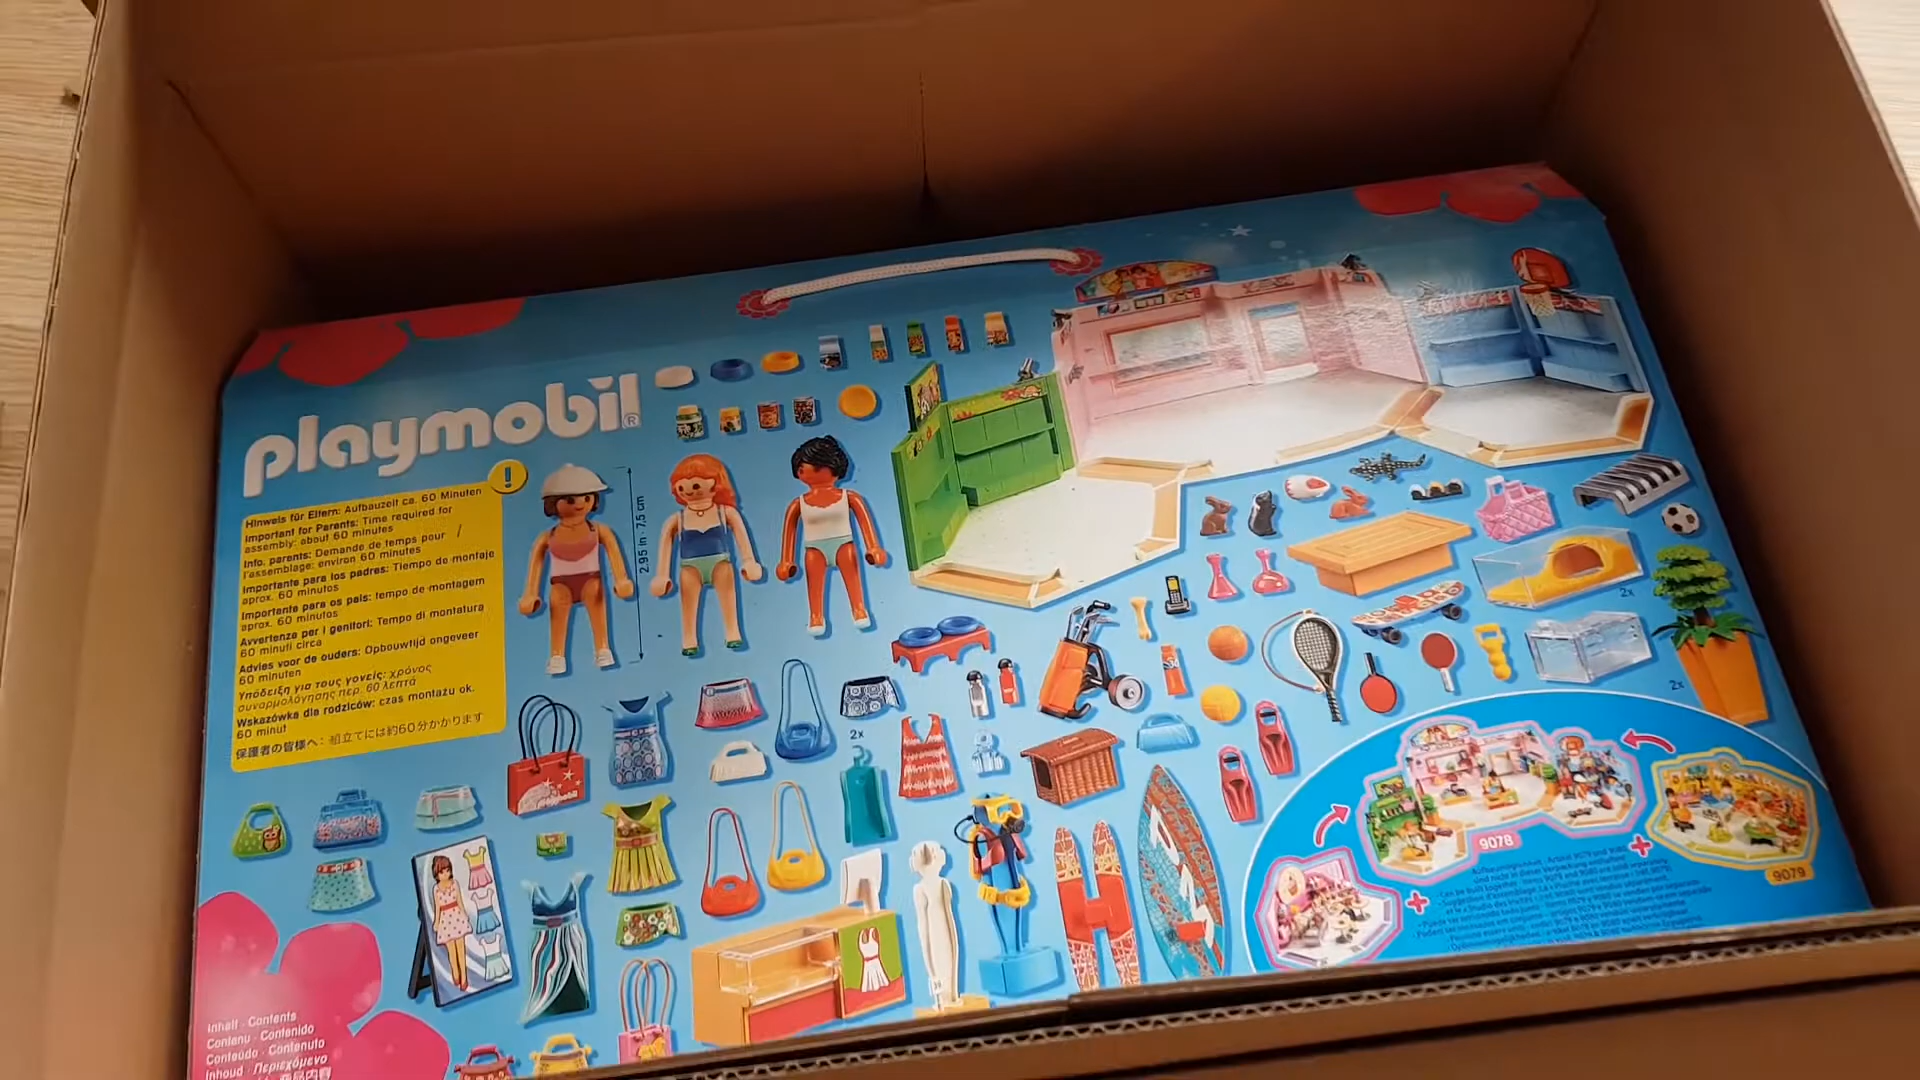 playmobil®
!
Hinweis für Eltern: Aufbauzeit ca. 60 Minuten
Important for Parents: Time required for
assembly: about 60 minutes
Info. parents: Demande de temps pour
l'assemblage: environ 60 minutes
Importante para los padres: Tiempo de montaje
aprox. 60 minutos
Importante para os pais: tempo de montagem
aprox. 60 minutos
Avvertenza per i genitori: Tempo di montatura
60 minuti circa
Advies voor de ouders: Opbouwtijd ongeveer
60 minuten
Υπόδειξη για τους γονείς: χρόνος
συναρμολόγησης περ. 60 λεπτά
Wskazówka dla rodziców: czas montażu ok.
60 minut
保護者の皆様へ: 組立てには約60分かかります
2.95 in · 7,5 cm
2x
2x
2x
9078
9079
Inhalt · Contents
Contenu · Contenido
Conteúdo · Contenuto
Inhoud · Περιεχόμενο